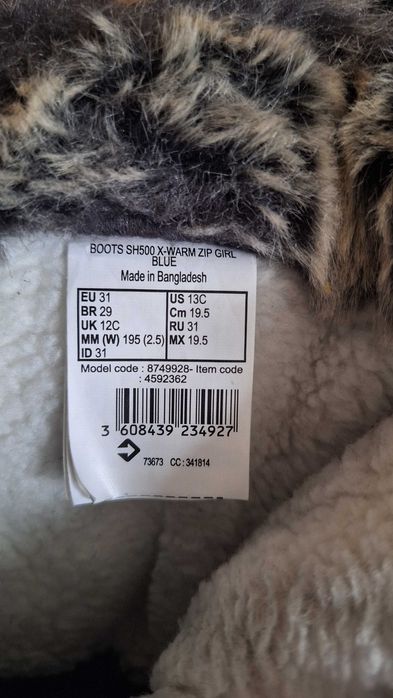 BOOTS SH500 X-WARM ZIP GIRL
BLUE
Made in Bangladesh
EU 31 US 13C
BR 29 Cm 19.5
UK 12C RU 31
MM (W) 195 (2.5) MX 19.5
ID 31
Model code : 8749928- Item code
: 4592362
3 608439 234927
73673 CC : 341814